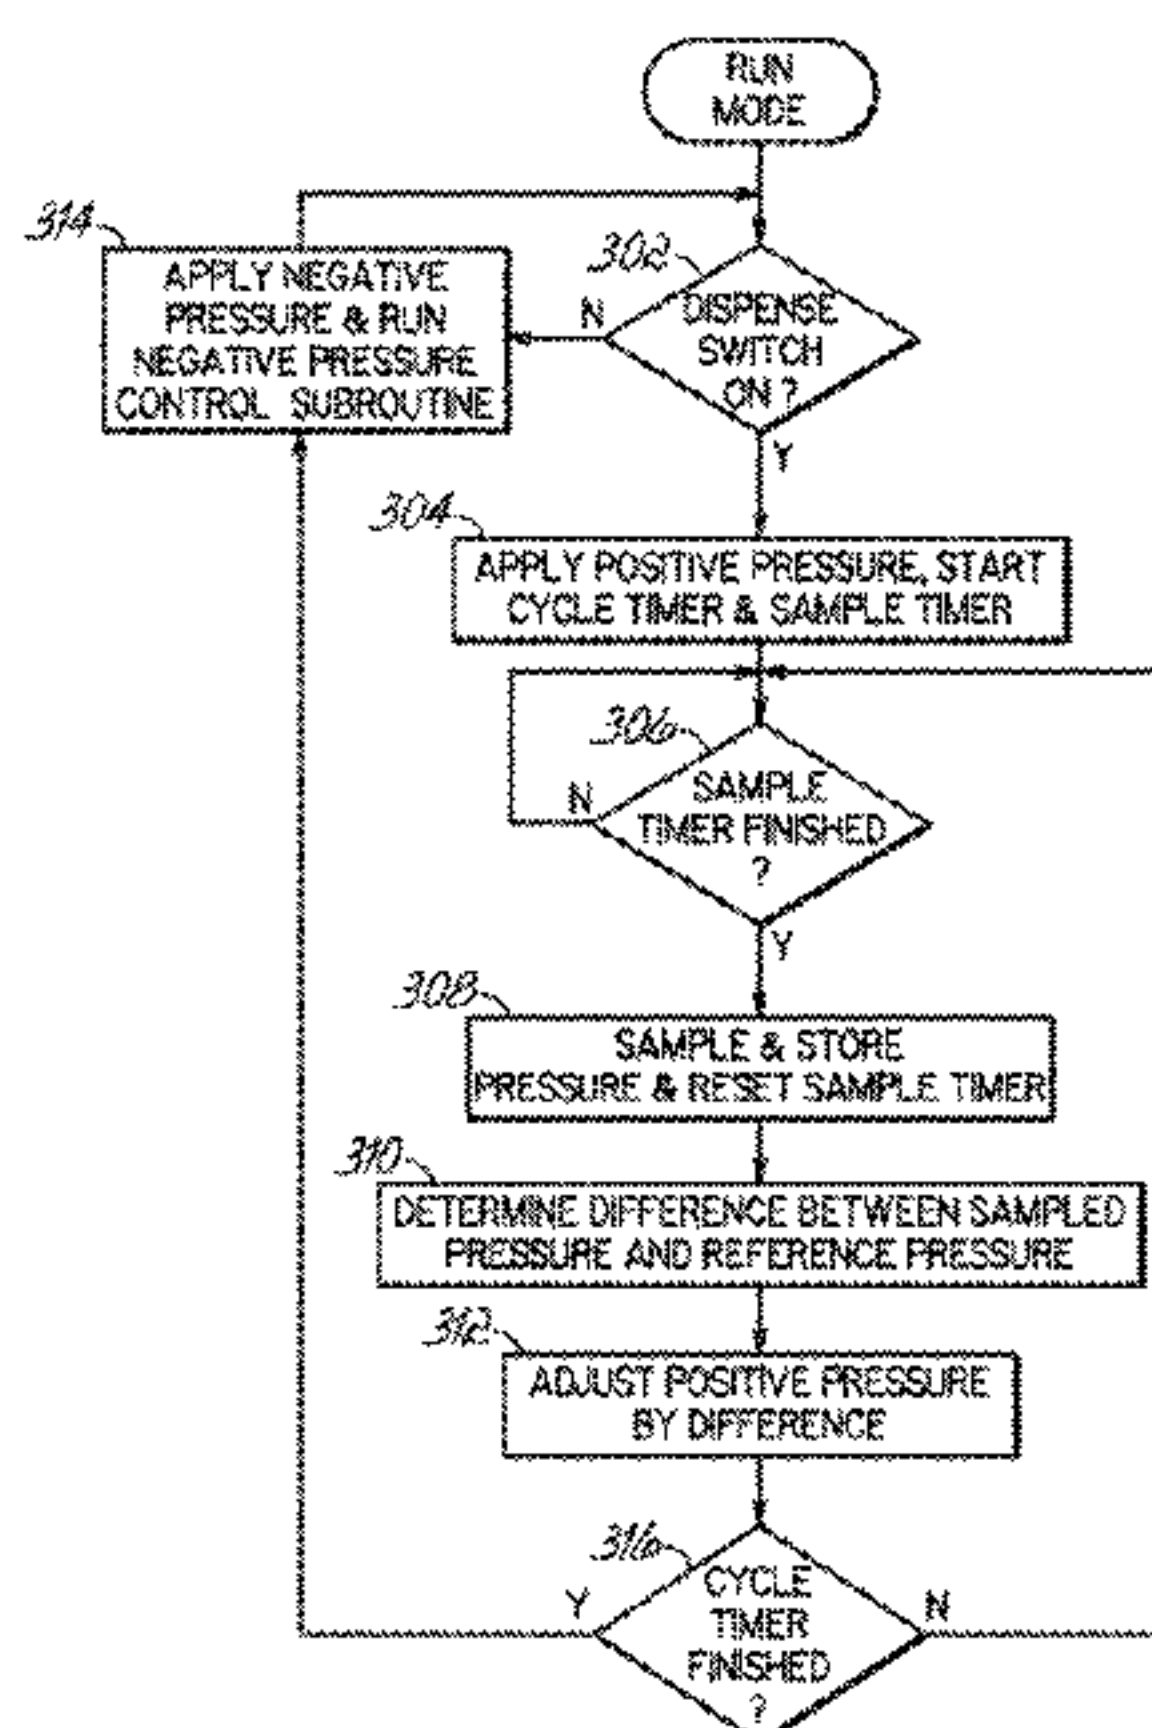 RUN
MODE
314
APPLY NEGATIVE
PRESSURE & RUN
NEGATIVE PRESSURE
CONTROL SUBROUTINE
302
N
DISPENSE
SWITCH
ON ?
Y
304
APPLY POSITIVE PRESSURE, START
CYCLE TIMER & SAMPLE TIMER
306
N
SAMPLE
TIMER FINISHED
?
Y
308
SAMPLE & STORE
PRESSURE & RESET SAMPLE TIMER
310
DETERMINE DIFFERENCE BETWEEN SAMPLED
PRESSURE AND REFERENCE PRESSURE
312
ADJUST POSITIVE PRESSURE
BY DIFFERENCE
316
Y
CYCLE
TIMER
FINISHED
?
N